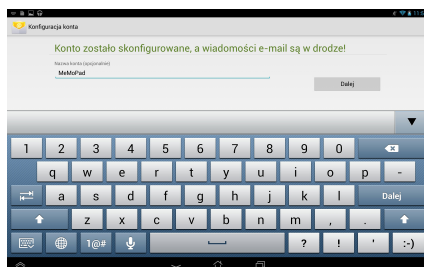 Konfiguracja konta
Konto zostało skonfigurowane, a wiadomości e-mail są w drodze!
Nazwa konta (opcjonalnie)
MeMoPad
Dalej
1 2 3 4 5 6 7 8 9 0
q w e r t y u i o p -
a s d f g h j k l Dalej
z x c v b n m , .
1@# ? ! ' :-)